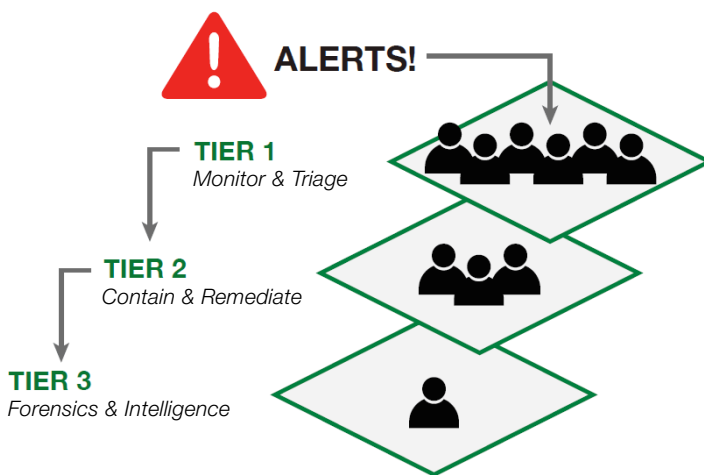 ALERTS!
TIER 1
Monitor & Triage
TIER 2
Contain & Remediate
TIER 3
Forensics & Intelligence